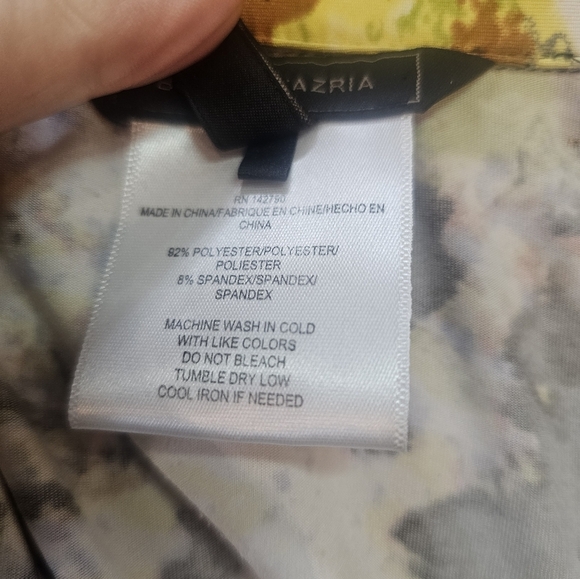 'AZRIA
RN 142790
MADE IN CHINA/FABRIQUE EN CHINE/HECHO EN
CHINA
92% POLYESTER/POLYESTER/
POLIESTER
8% SPANDEX/SPANDEX/
SPANDEX
MACHINE WASH IN COLD
WITH LIKE COLORS
DO NOT BLEACH
TUMBLE DRY LOW
COOL IRON IF NEEDED